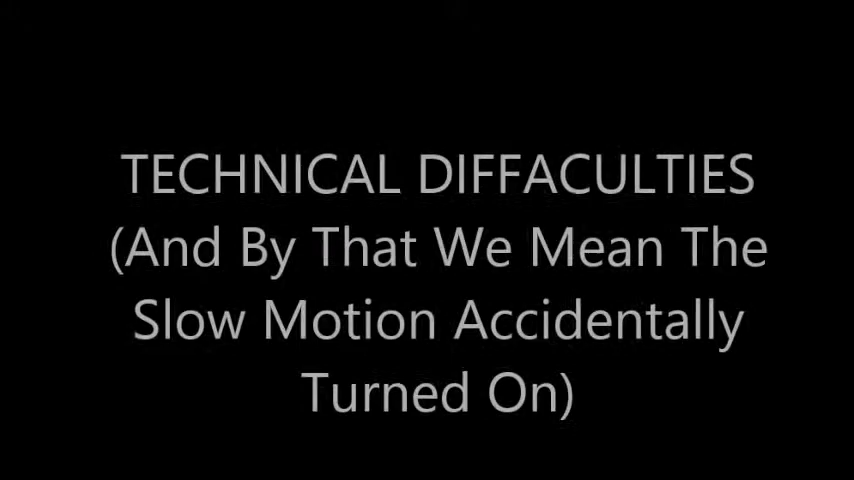 TECHNICAL DIFFACULTIES
(And By That We Mean The
Slow Motion Accidentally
Turned On)